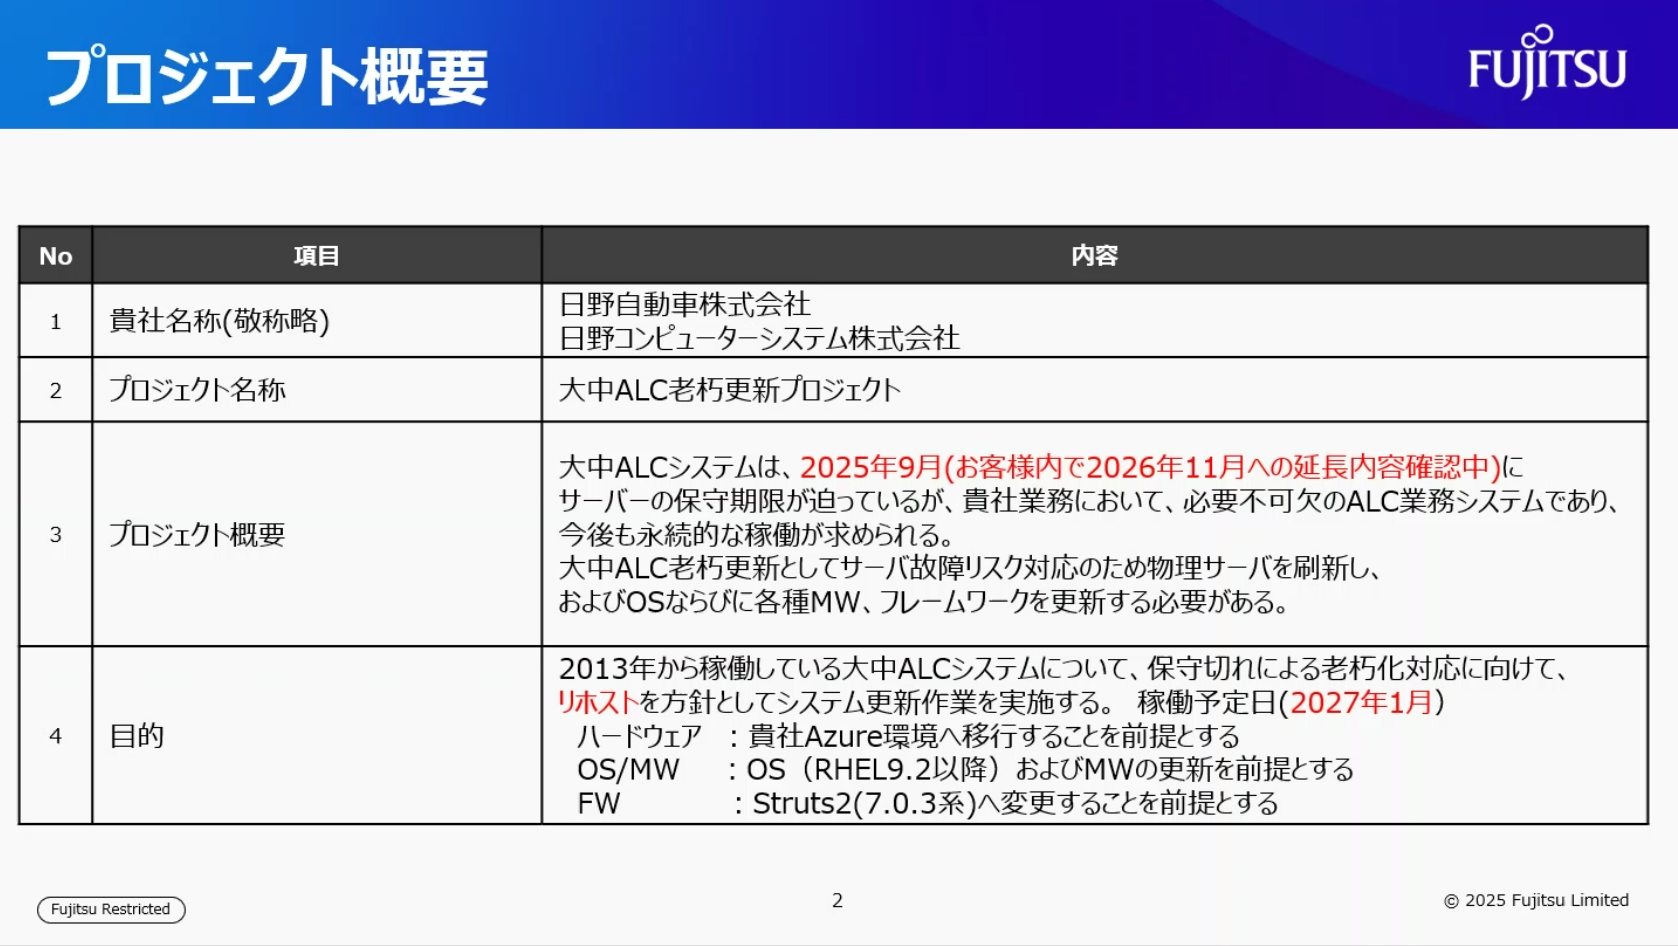 プロジェクト概要
FUJITSU
No 項目 内容
1 貴社名称(敬称略) 日野自動車株式会社
日野コンピューターシステム株式会社
2 プロジェクト名称 大中ALC老朽更新プロジェクト
3 プロジェクト概要
大中ALCシステムは、2025年9月(お客様内で2026年11月への延長内容確認中)に
サーバーの保守期限が迫っているが、貴社業務において、必要不可欠のALC業務システムであり、
今後も永続的な稼働が求められる。
大中ALC老朽更新としてサーバ故障リスク対応のため物理サーバを刷新し、
およびOSならびに各種MW、フレームワークを更新する必要がある。
4 目的
2013年から稼働している大中ALCシステムについて、保守切れによる老朽化対応に向けて、
リホストを方針としてシステム更新作業を実施する。 稼働予定日(2027年1月)
ハードウェア ：貴社Azure環境へ移行することを前提とする
OS/MW ：OS（RHEL9.2以降）およびMWの更新を前提とする
FW ：Struts2(7.0.3系)へ変更することを前提とする
Fujitsu Restricted
2
© 2025 Fujitsu Limited